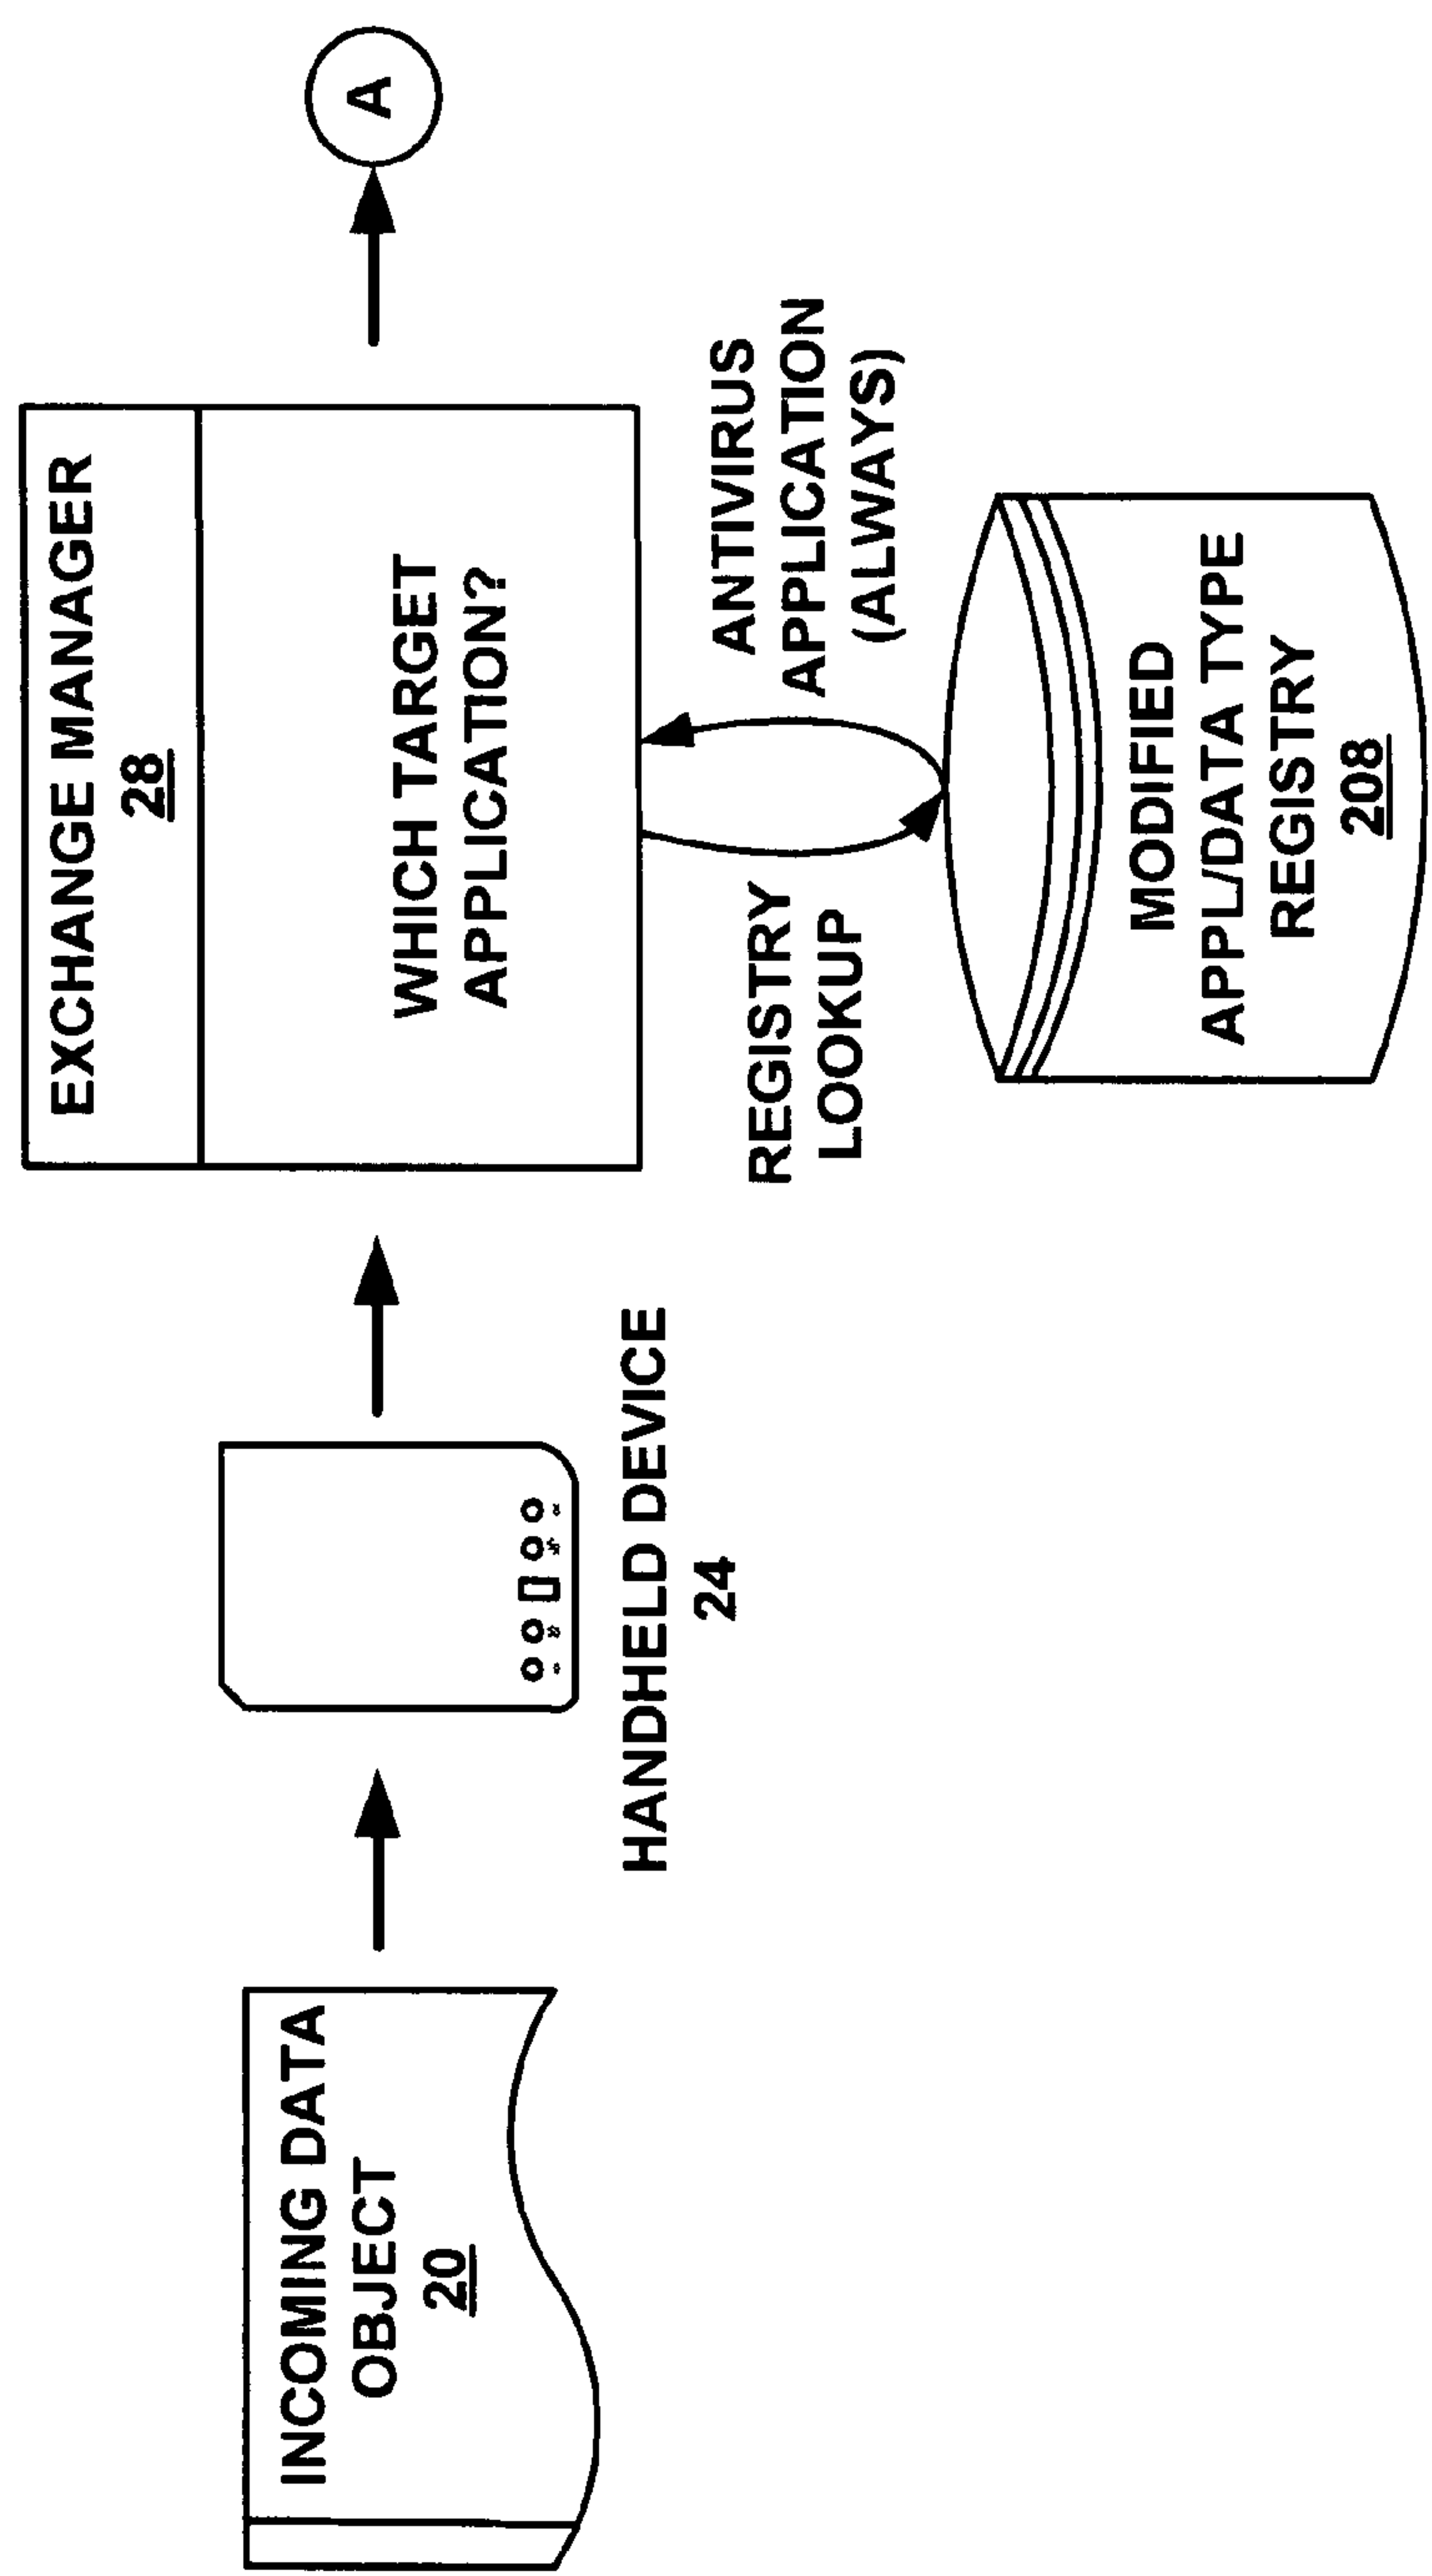 INCOMING DATA
OBJECT
20
HANDHELD DEVICE
24
EXCHANGE MANAGER
28
WHICH TARGET
APPLICATION?
REGISTRY
LOOKUP
ANTIVIRUS
APPLICATION
(ALWAYS)
MODIFIED
APPL/DATA TYPE
REGISTRY
208
A